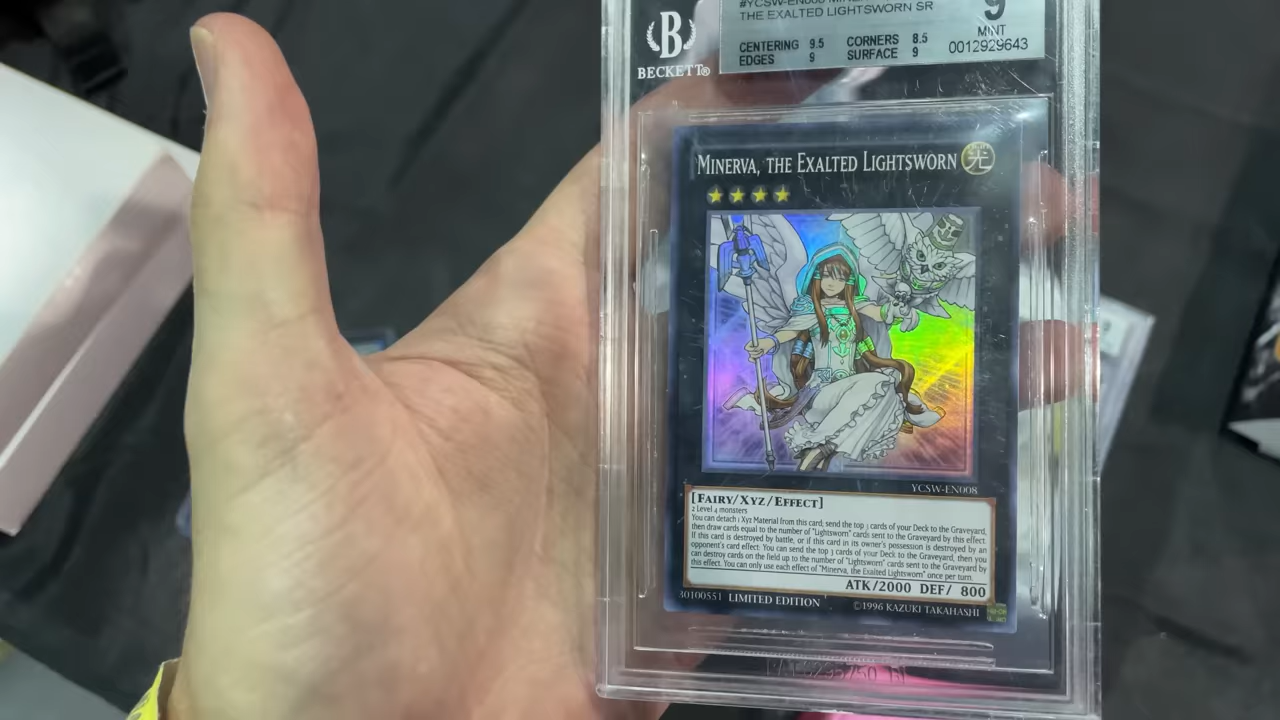 THE EXALTED LIGHTSWORN SR
9
MINT
CENTERING 9.5 CORNERS 8.5
EDGES 9 SURFACE 9
0012929643
B
BECKETT®
MINERVA, THE EXALTED LIGHTSWORN
LIGHT
光
YCSW-EN008
[FAIRY/XYZ/EFFECT]
2 Level 4 monsters
You can detach 1 Xyz Material from this card; send the top 3 cards of your Deck to the Graveyard,
then draw cards equal to the number of "Lightsworn" cards sent to the Graveyard by this effect.
If this card is destroyed by battle, or if this card in its owner's possession is destroyed by an
opponent's card effect: You can send the top 3 cards of your Deck to the Graveyard, then you
can destroy cards on the field up to the number of "Lightsworn" cards sent to the Graveyard by
this effect. You can only use each effect of "Minerva, the Exalted Lightsworn" once per turn.
ATK/2000 DEF/ 800
30100551 LIMITED EDITION ©1996 KAZUKI TAKAHASHI